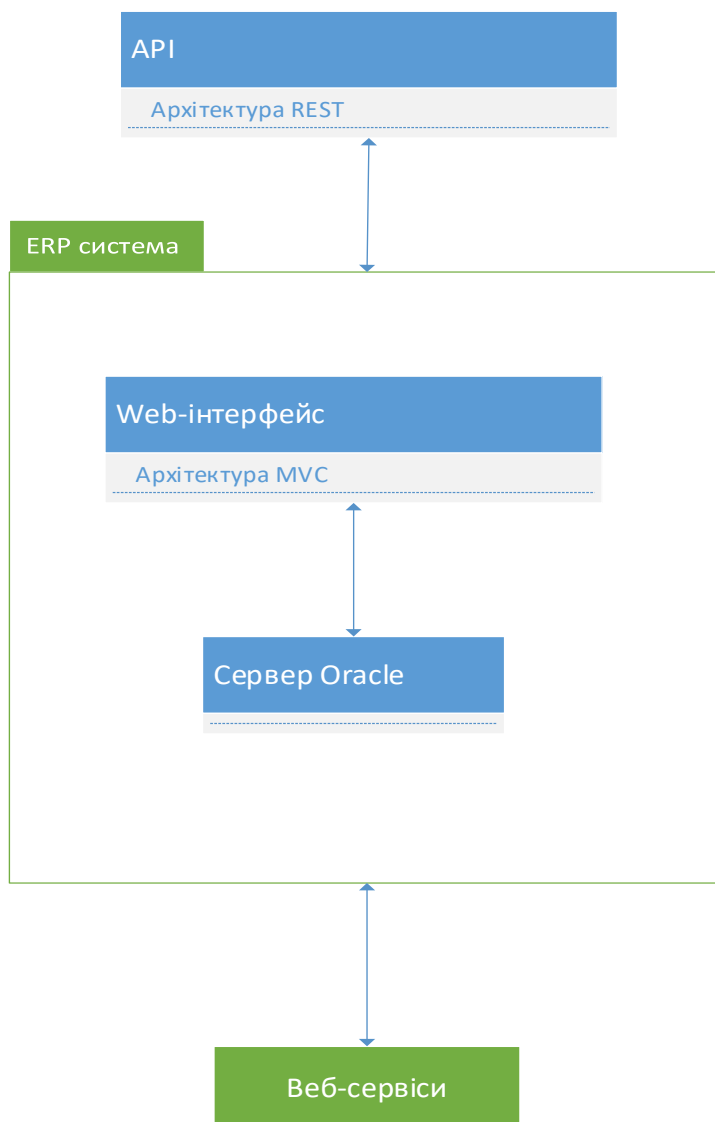 API
Архітектура REST
ERP система
Web-інтерфейс
Архітектура MVC
Сервер Oracle
Веб-сервіси